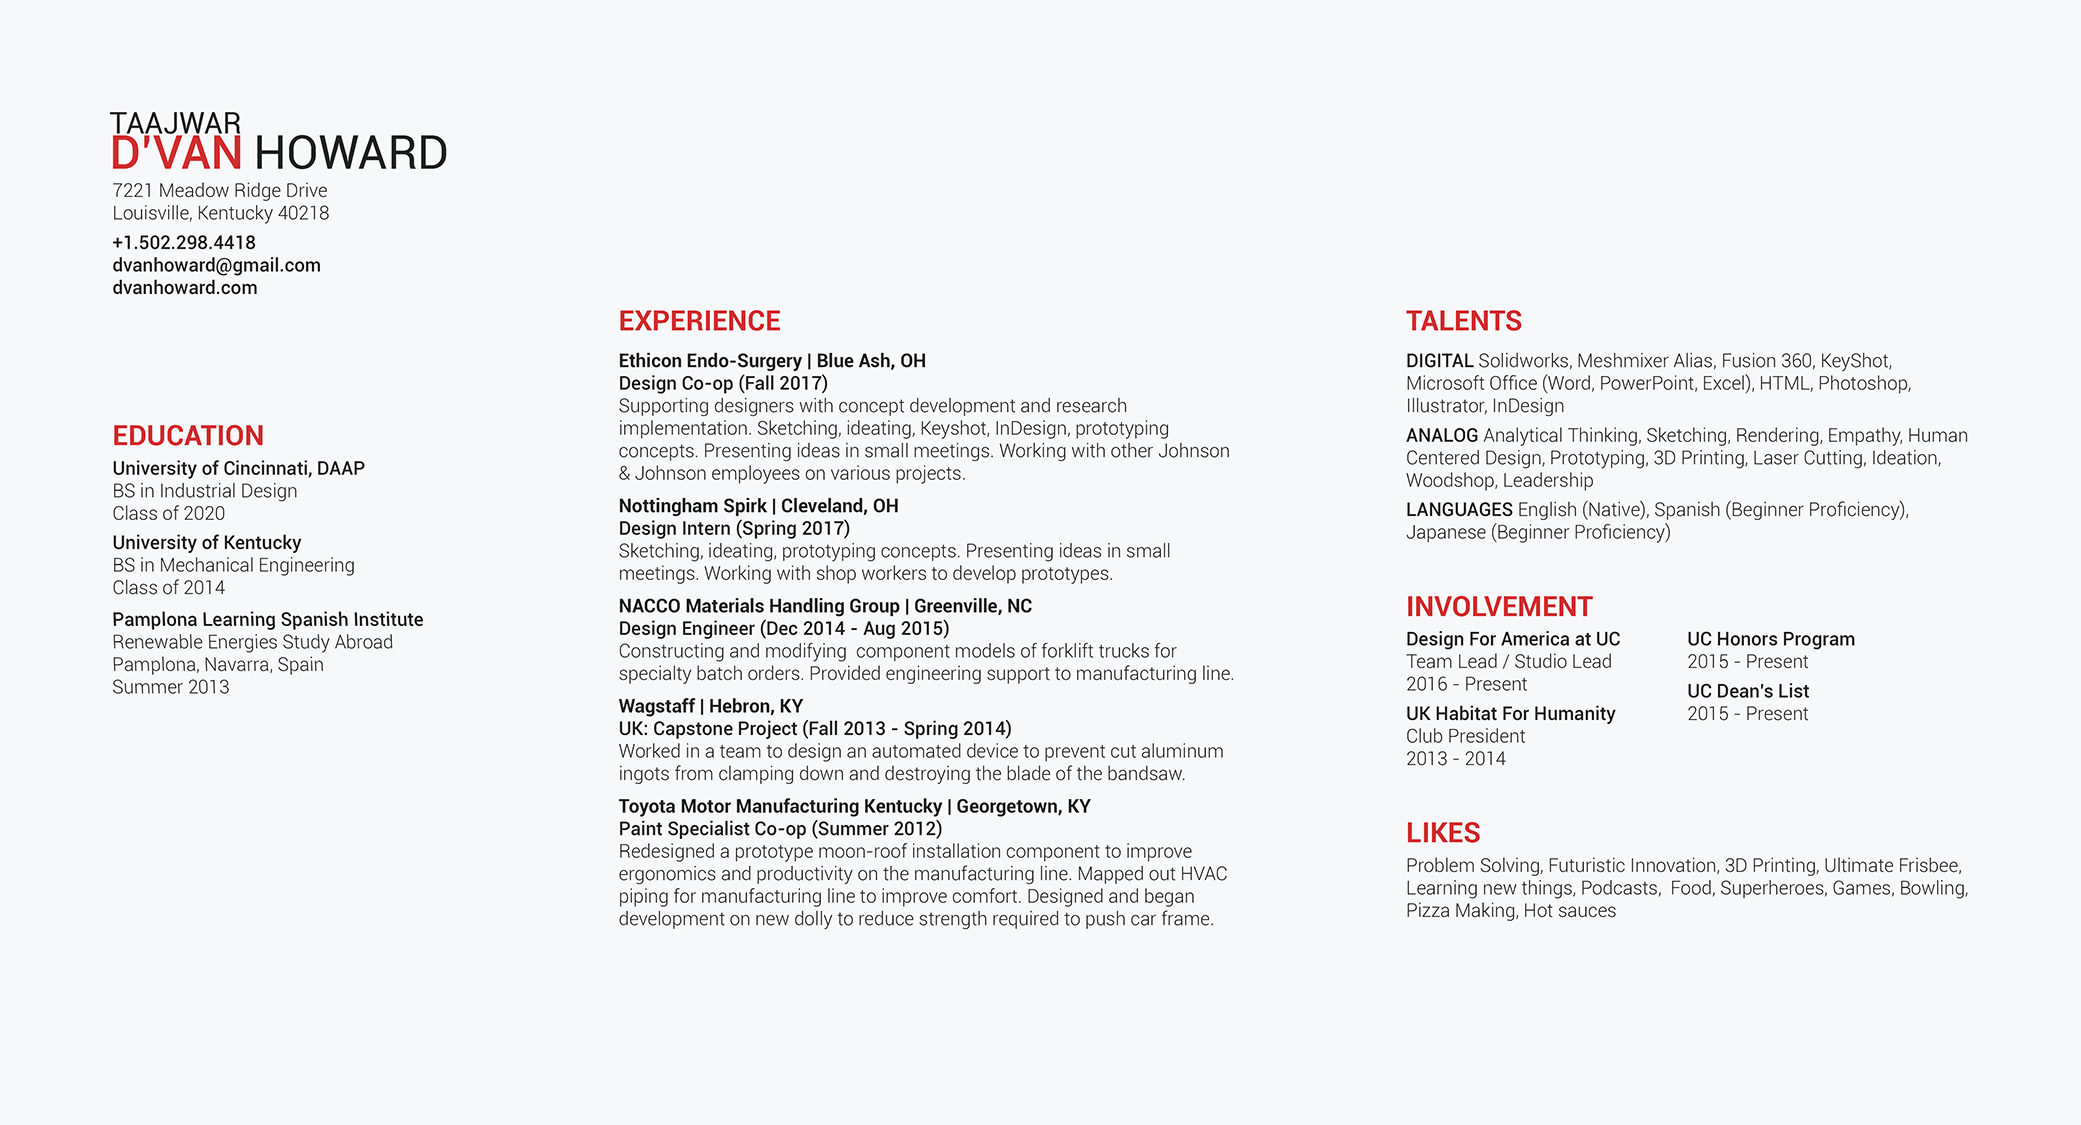 TAAJWAR
D'VAN HOWARD
7221 Meadow Ridge Drive
Louisville, Kentucky 40218
+1.502.298.4418
dvanhoward@gmail.com
dvanhoward.com
EDUCATION
University of Cincinnati, DAAP
BS in Industrial Design
Class of 2020
University of Kentucky
BS in Mechanical Engineering
Class of 2014
Pamplona Learning Spanish Institute
Renewable Energies Study Abroad
Pamplona, Navarra, Spain
Summer 2013
EXPERIENCE
Ethicon Endo-Surgery | Blue Ash, OH
Design Co-op (Fall 2017)
Supporting designers with concept development and research
implementation. Sketching, ideating, Keyshot, InDesign, prototyping
concepts. Presenting ideas in small meetings. Working with other Johnson
& Johnson employees on various projects.
Nottingham Spirk | Cleveland, OH
Design Intern (Spring 2017)
Sketching, ideating, prototyping concepts. Presenting ideas in small
meetings. Working with shop workers to develop prototypes.
NACCO Materials Handling Group | Greenville, NC
Design Engineer (Dec 2014 - Aug 2015)
Constructing and modifying  component models of forklift trucks for
specialty batch orders. Provided engineering support to manufacturing line.
Wagstaff | Hebron, KY
UK: Capstone Project (Fall 2013 - Spring 2014)
Worked in a team to design an automated device to prevent cut aluminum
ingots from clamping down and destroying the blade of the bandsaw.
Toyota Motor Manufacturing Kentucky | Georgetown, KY
Paint Specialist Co-op (Summer 2012)
Redesigned a prototype moon-roof installation component to improve
ergonomics and productivity on the manufacturing line. Mapped out HVAC
piping for manufacturing line to improve comfort. Designed and began
development on new dolly to reduce strength required to push car frame.
TALENTS
DIGITAL Solidworks, Meshmixer Alias, Fusion 360, KeyShot,
Microsoft Office (Word, PowerPoint, Excel), HTML, Photoshop,
Illustrator, InDesign
ANALOG Analytical Thinking, Sketching, Rendering, Empathy, Human
Centered Design, Prototyping, 3D Printing, Laser Cutting, Ideation,
Woodshop, Leadership
LANGUAGES English (Native), Spanish (Beginner Proficiency),
Japanese (Beginner Proficiency)
INVOLVEMENT
Design For America at UC
Team Lead / Studio Lead
2016 - Present
UK Habitat For Humanity
Club President
2013 - 2014
UC Honors Program
2015 - Present
UC Dean's List
2015 - Present
LIKES
Problem Solving, Futuristic Innovation, 3D Printing, Ultimate Frisbee,
Learning new things, Podcasts,  Food, Superheroes, Games, Bowling,
Pizza Making, Hot sauces